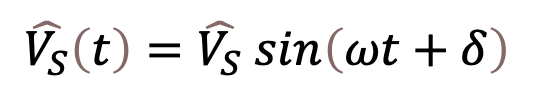 V̂_S(t) = V̂_S sin(ωt + δ)